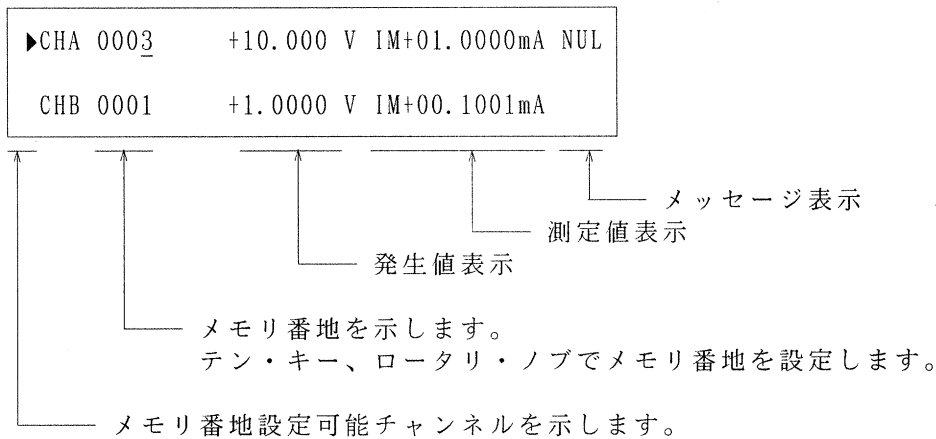 ▶CHA 0003 +10.000 V IM+01.0000mA NUL
CHB 0001 +1.0000 V IM+00.1001mA
メッセージ表示
測定値表示
発生値表示
メモリ番地を示します。
テン・キー、ロータリ・ノブでメモリ番地を設定します。
メモリ番地設定可能チャンネルを示します。